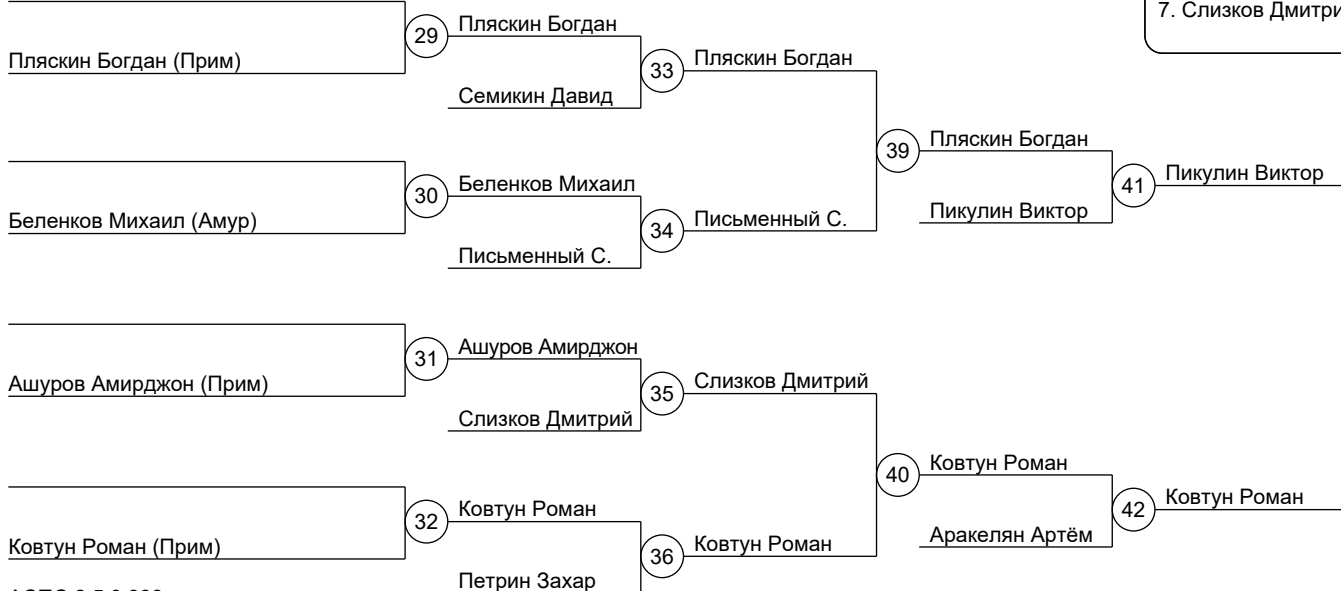 7. Слизков Дмитри
29
Пляскин Богдан
Пляскин Богдан (Прим)
33
Пляскин Богдан
Семикин Давид
39
Пляскин Богдан
30
Беленков Михаил
41
Пикулин Виктор
Беленков Михаил (Амур)
34
Письменный С.
Пикулин Виктор
Письменный С.
31
Ашуров Амирджон
Ашуров Амирджон (Прим)
35
Слизков Дмитрий
Слизков Дмитрий
40
Ковтун Роман
32
Ковтун Роман
42
Ковтун Роман
Ковтун Роман (Прим)
36
Ковтун Роман
Аракелян Артём
Петрин Захар